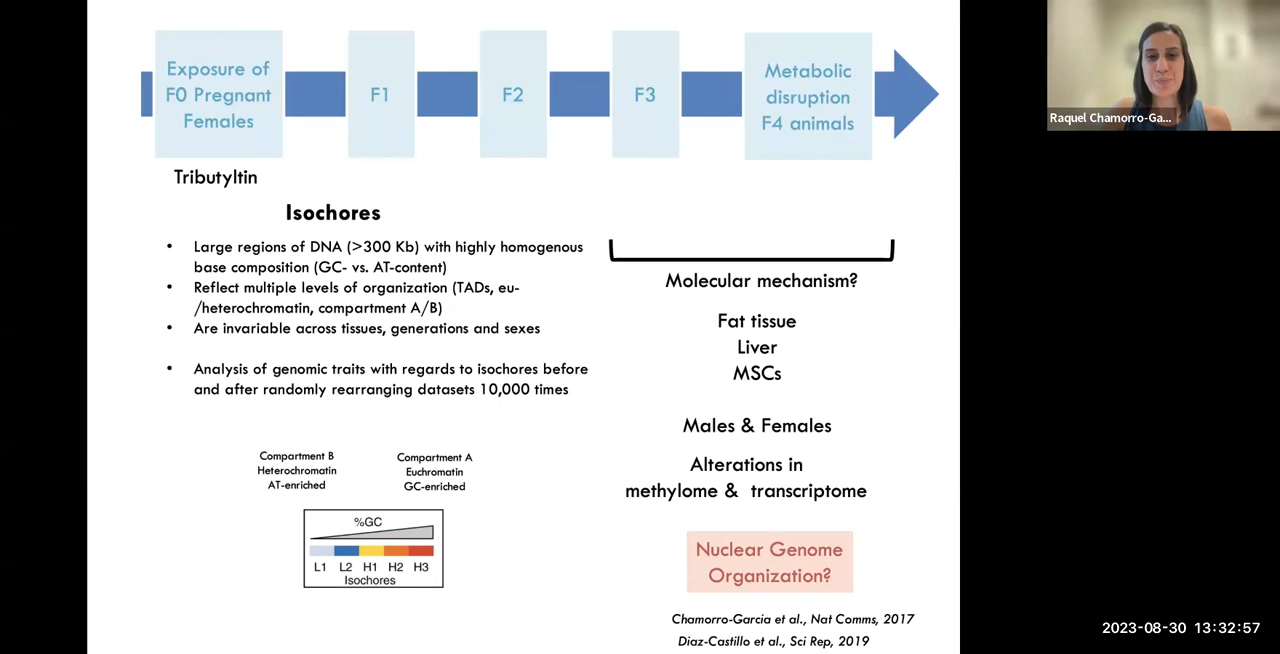 Exposure of
F0 Pregnant
Females
F1
F2
F3
Metabolic
disruption
F4 animals
Raquel Chamorro-Ga...
Tributyltin
Isochores
• Large regions of DNA (>300 Kb) with highly homogenous
base composition (GC- vs. AT-content)
• Reflect multiple levels of organization (TADs, eu-
/heterochromatin, compartment A/B)
• Are invariable across tissues, generations and sexes
• Analysis of genomic traits with regards to isochores before
and after randomly rearranging datasets 10,000 times
Compartment B
Heterochromatin
AT-enriched
Compartment A
Euchromatin
GC-enriched
%GC
L1 L2 H1 H2 H3
Isochores
Molecular mechanism?
Fat tissue
Liver
MSCs
Males & Females
Alterations in
methylome & transcriptome
Nuclear Genome
Organization?
Chamorro-Garcia et al., Nat Comms, 2017
Diaz-Castillo et al., Sci Rep, 2019
2023-08-30 13:32:57